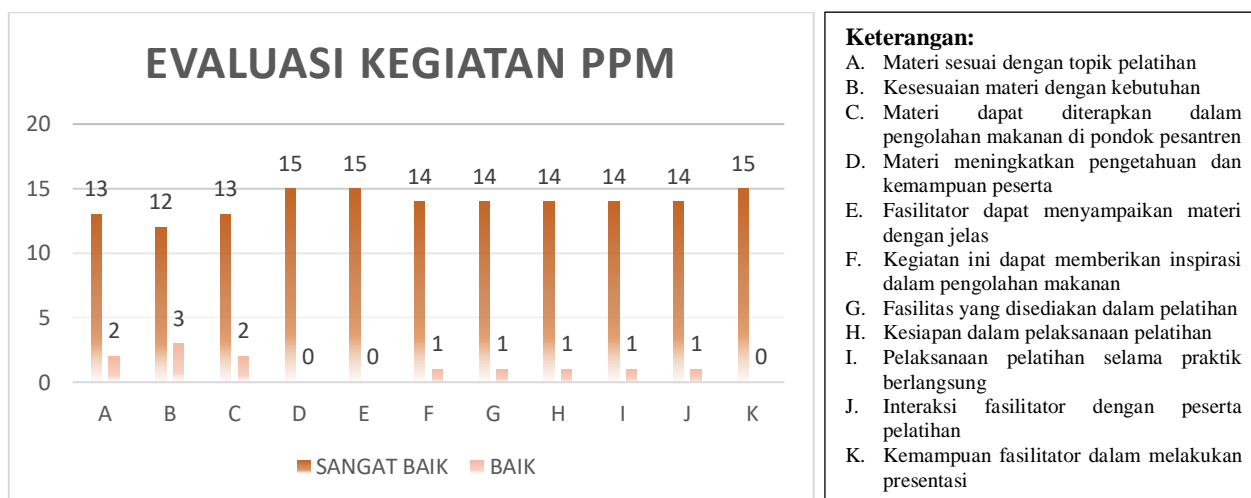 EVALUASI KEGIATAN PPM
20
15
10
5
0
13
12
13
15
15
14
14
14
14
14
15
2
3
2
0
0
1
1
1
1
1
0
A B C D E F G H I J K
SANGAT BAIK BAIK
Keterangan:
A. Materi sesuai dengan topik pelatihan
B. Kesesuaian materi dengan kebutuhan
C. Materi dapat diterapkan dalam
pengolahan makanan di pondok pesantren
D. Materi meningkatkan pengetahuan dan
kemampuan peserta
E. Fasilitator dapat menyampaikan materi
dengan jelas
F. Kegiatan ini dapat memberikan inspirasi
dalam pengolahan makanan
G. Fasilitas yang disediakan dalam pelatihan
H. Kesiapan dalam pelaksanaan pelatihan
I. Pelaksanaan pelatihan selama praktik
berlangsung
J. Interaksi fasilitator dengan peserta
pelatihan
K. Kemampuan fasilitator dalam melakukan
presentasi